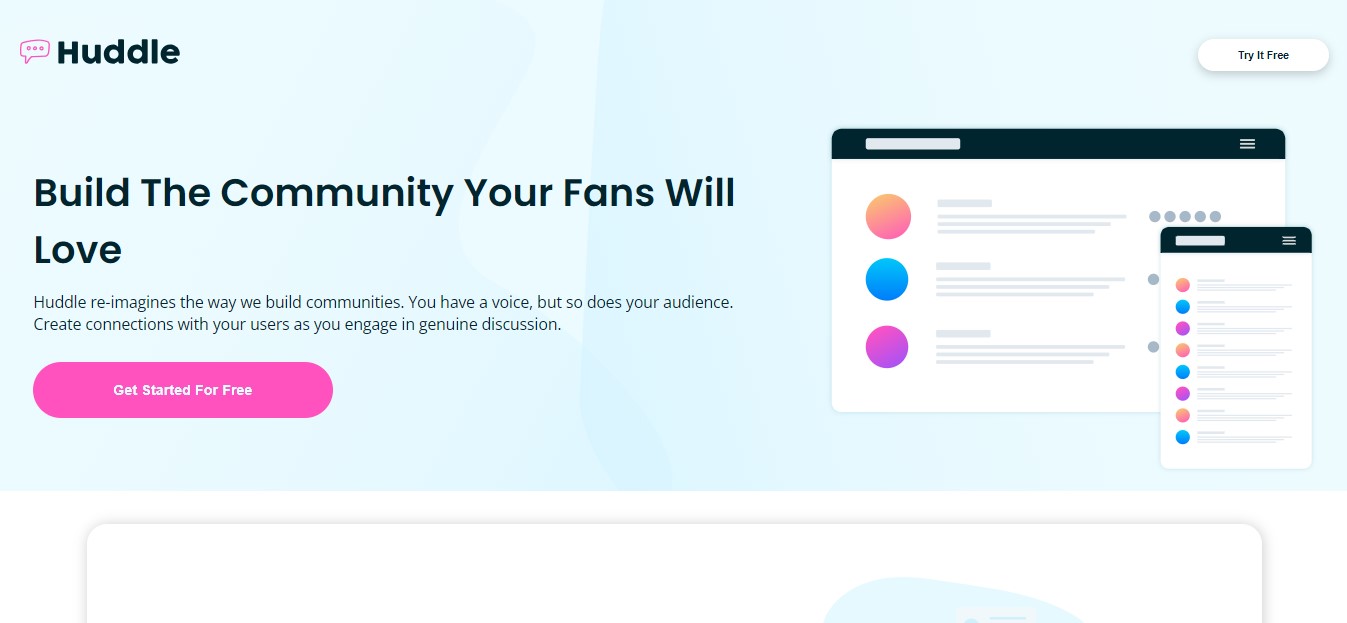 Huddle
Try It Free
Build The Community Your Fans Will
Love
Huddle re-imagines the way we build communities. You have a voice, but so does your audience.
Create connections with your users as you engage in genuine discussion.
Get Started For Free